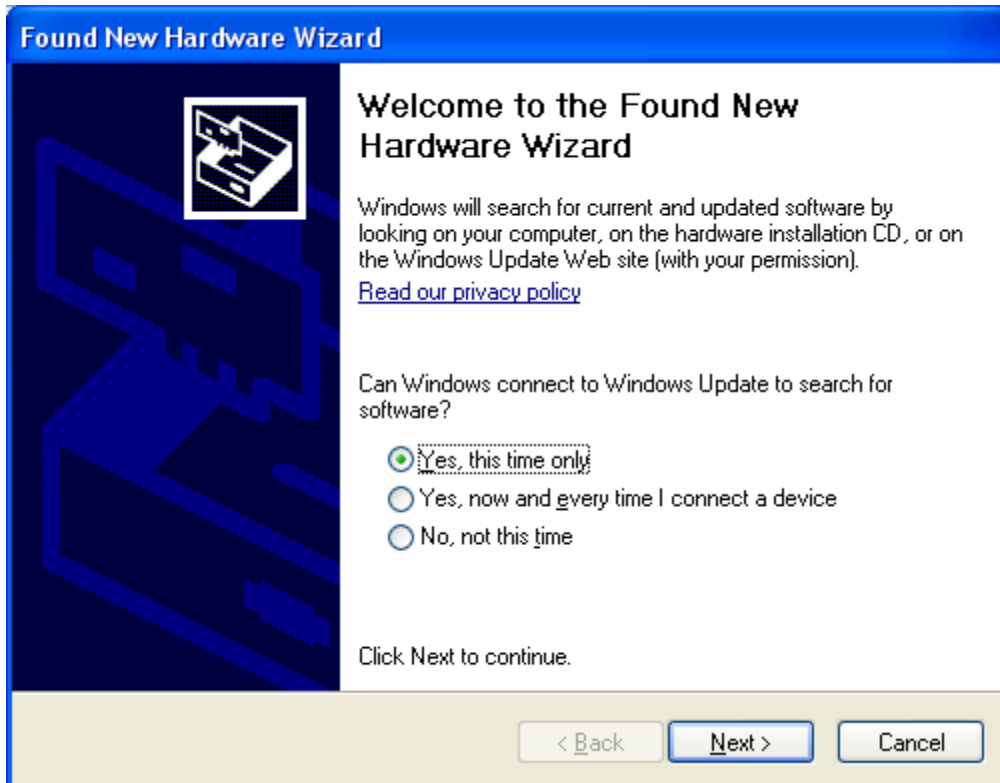 Found New Hardware Wizard
Welcome to the Found New
Hardware Wizard
Windows will search for current and updated software by
looking on your computer, on the hardware installation CD, or on
the Windows Update Web site (with your permission).
Read our privacy policy
Can Windows connect to Windows Update to search for
software?
Yes, this time only
Yes, now and every time I connect a device
No, not this time
Click Next to continue.
< Back
Next >
Cancel